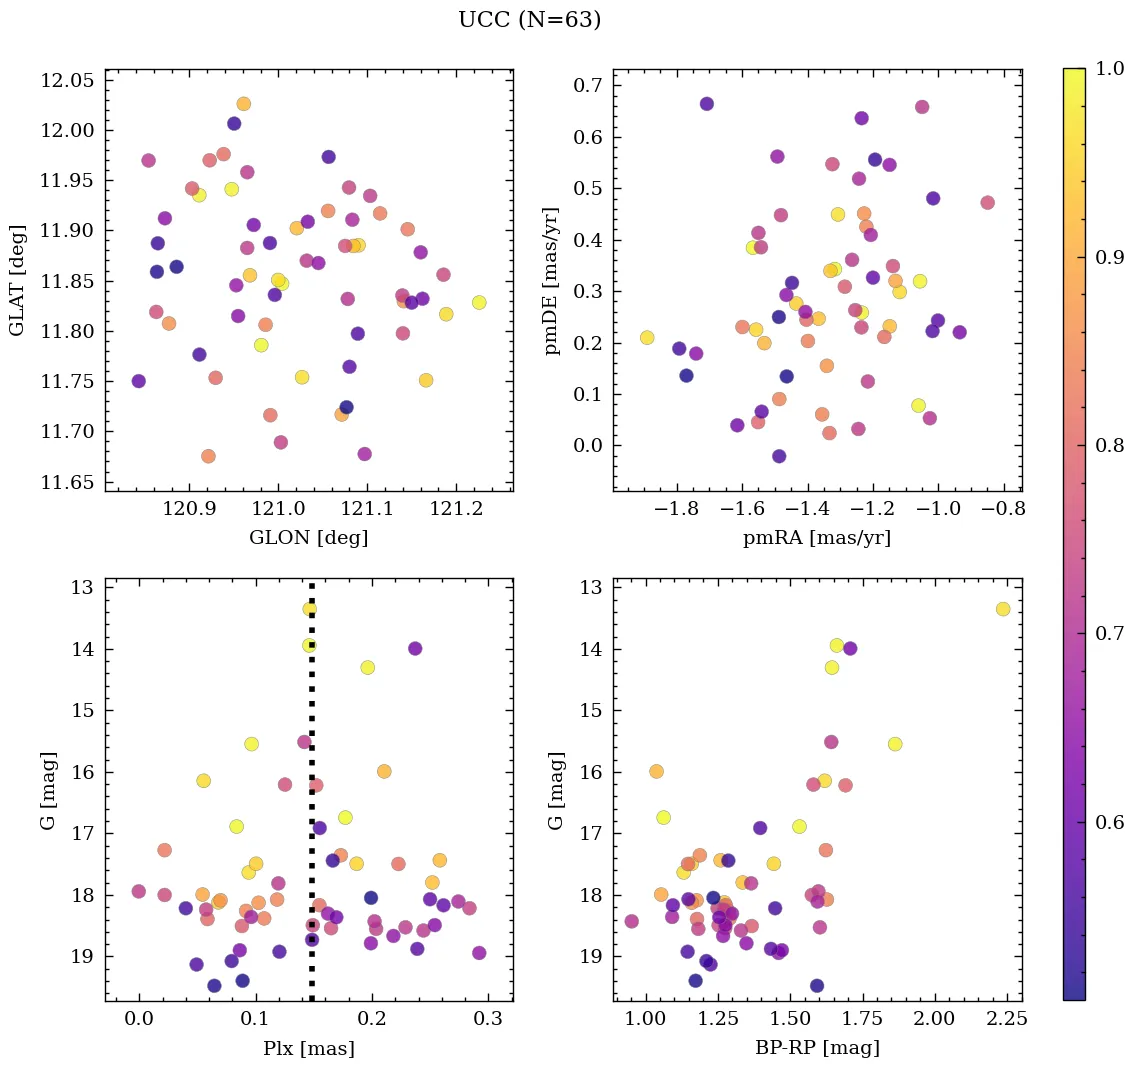 UCC (N=63)
12.05
12.00
11.95
11.90
11.85
11.80
11.75
11.70
11.65
GLAT [deg]
120.9 121.0 121.1 121.2
GLON [deg]
0.7
0.6
0.5
0.4
0.3
0.2
0.1
0.0
pmDE [mas/yr]
−1.8 −1.6 −1.4 −1.2 −1.0 −0.8
pmRA [mas/yr]
13
14
15
16
17
18
19
G [mag]
0.0 0.1 0.2 0.3
Plx [mas]
13
14
15
16
17
18
19
G [mag]
1.00 1.25 1.50 1.75 2.00 2.25
BP-RP [mag]
1.0
0.9
0.8
0.7
0.6